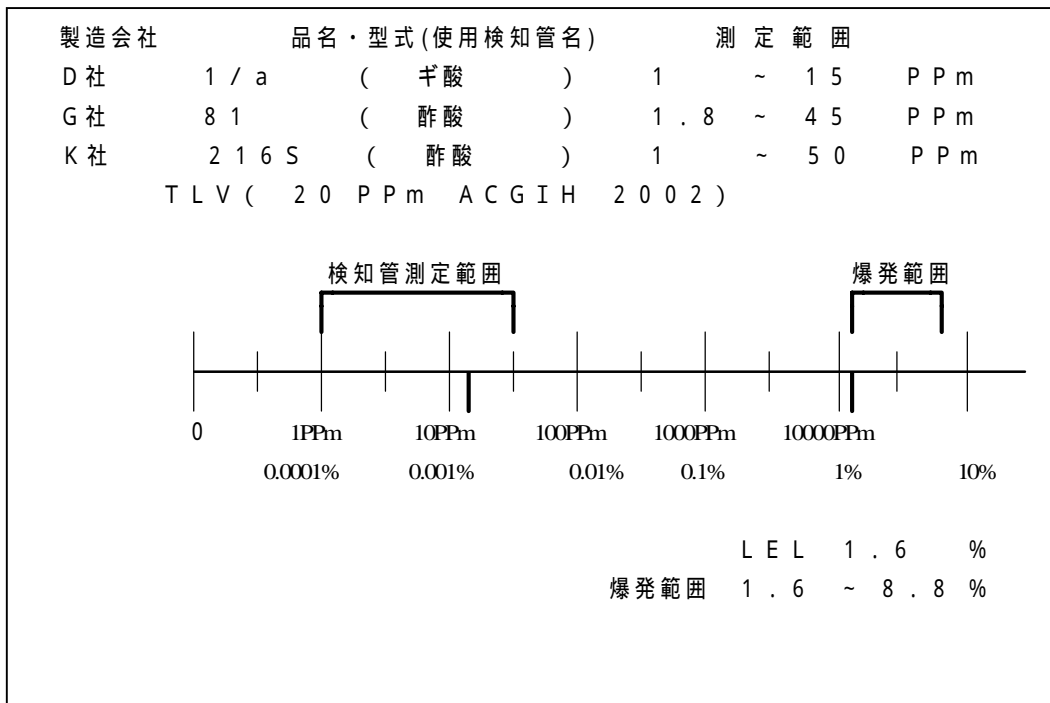 製造会社 品名・型式(使用検知管名) 測定範囲
D社 1/a ( ギ酸 ) 1 ~ 15 PPm
G社 81 ( 酢酸 ) 1.8 ~ 45 PPm
K社 216S ( 酢酸 ) 1 ~ 50 PPm
TLV( 20 PPm ACGIH 2002)
検知管測定範囲 爆発範囲
0 1PPm 10PPm 100PPm 1000PPm 10000PPm
0.0001% 0.001% 0.01% 0.1% 1% 10%
LEL 1.6 %
爆発範囲 1.6 ~ 8.8 %